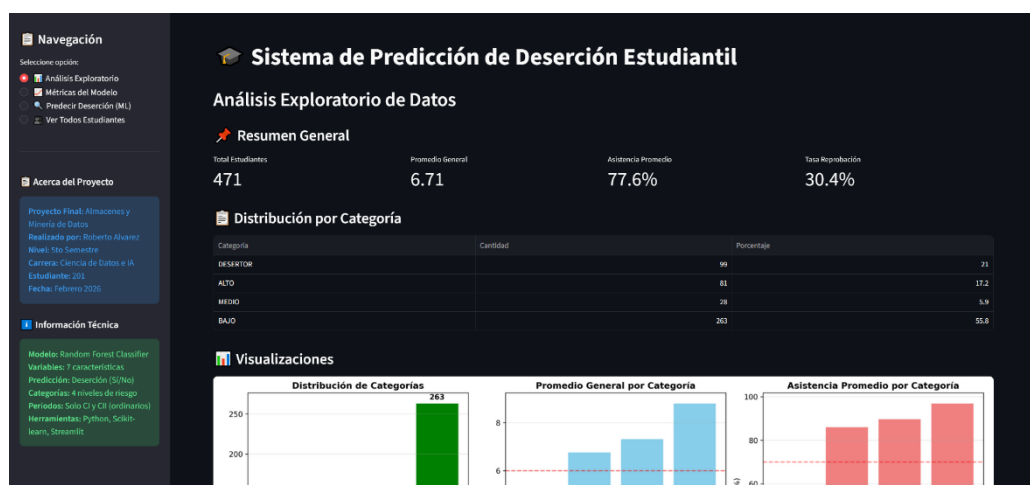 Navegación
Seleccione opción:
Análisis Exploratorio
Métricas del Modelo
Predecir Deserción (ML)
Ver Todos Estudiantes
Acerca del Proyecto
Proyecto Final: Almacenes y
Minería de Datos
Realizado por: Roberto Alvarez
Nivel: 5to Semestre
Carrera: Ciencia de Datos e IA
Estudiante: 201
Fecha: Febrero 2026
Información Técnica
Modelo: Random Forest Classifier
Variables: 7 características
Predicción: Deserción (Sí/No)
Categorías: 4 niveles de riesgo
Periodos: Solo CI y CII (ordinarios)
Herramientas: Python, Scikit-
learn, Streamlit
Sistema de Predicción de Deserción Estudiantil
Análisis Exploratorio de Datos
Resumen General
Total Estudiantes Promedio General Asistencia Promedio Tasa Reprobación
471 6.71 77.6% 30.4%
Distribución por Categoría
Categoría Cantidad Porcentaje
DESERTOR 99 21
ALTO 81 17.2
MEDIO 28 5.9
BAJO 263 55.8
Visualizaciones
Distribución de Categorías
263
250
200
Promedio General por Categoría
8
6
Asistencia Promedio por Categoría
100
80
60